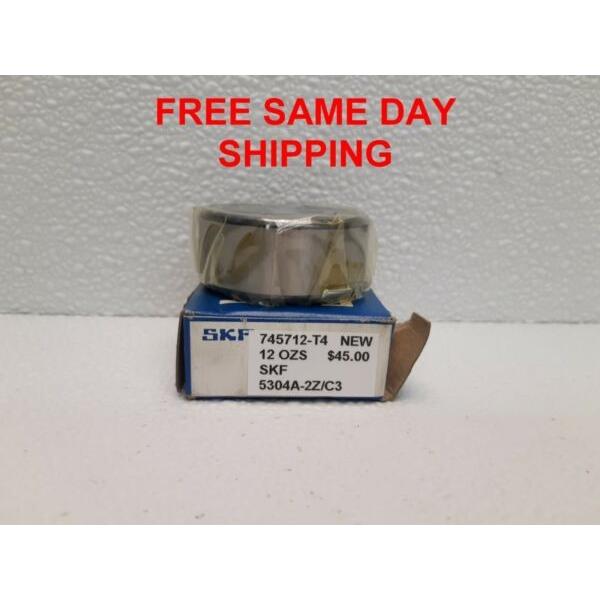 FREE SAME DAY
SHIPPING
SKF 745712-T4 NEW
12 OZS $45.00
SKF
5304A-2Z/C3